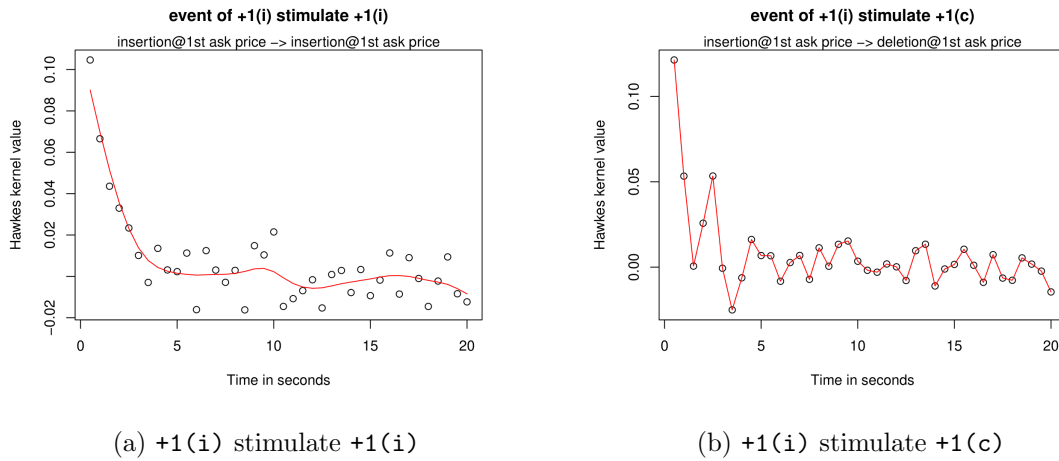 event of +1(i) stimulate +1(i)
insertion@1st ask price −> insertion@1st ask price
Hawkes kernel value
−0.02
0.02
0.04
0.06
0.08
0.10
0
5
10
15
20
Time in seconds
(a) +1(i) stimulate +1(i)
event of +1(i) stimulate +1(c)
insertion@1st ask price −> deletion@1st ask price
Hawkes kernel value
0.00
0.05
0.10
0
5
10
15
20
Time in seconds
(b) +1(i) stimulate +1(c)